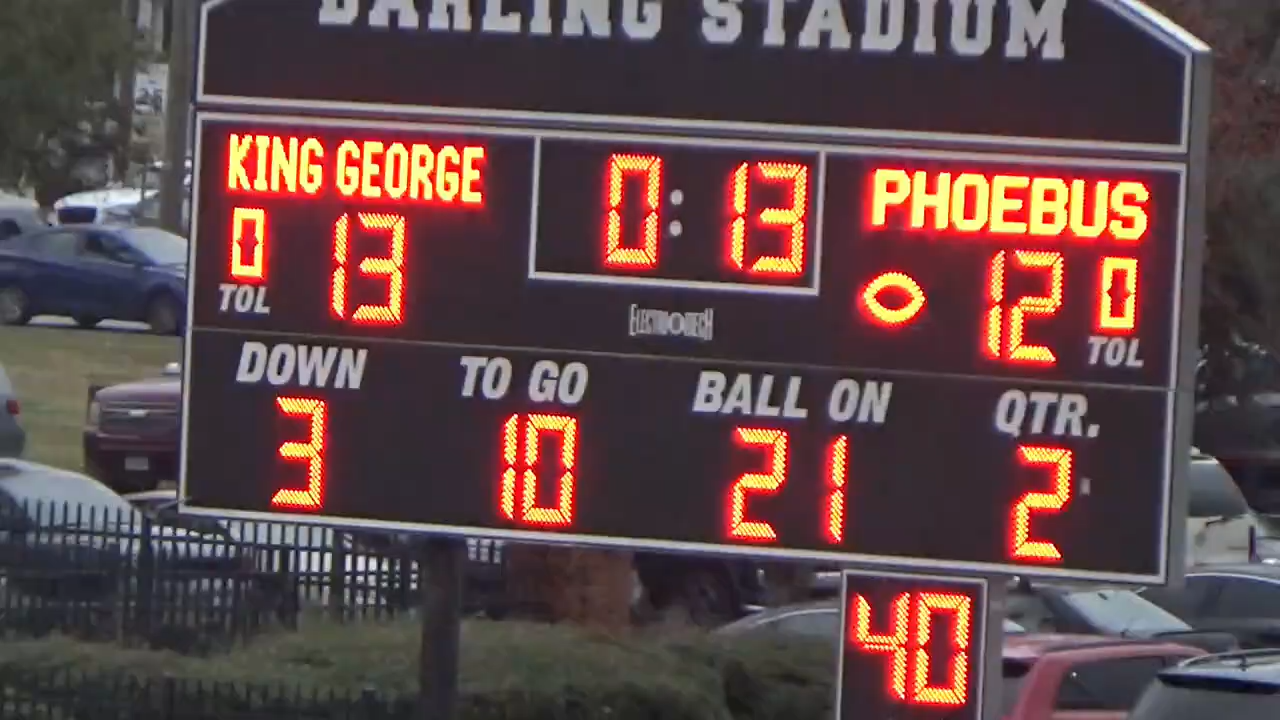 DARLING STADIUM
KING GEORGE 0:13 PHOEBUS
0 13 12 0
TOL ELECTRO-MECH TOL
DOWN TO GO BALL ON QTR.
3 10 21 2
40